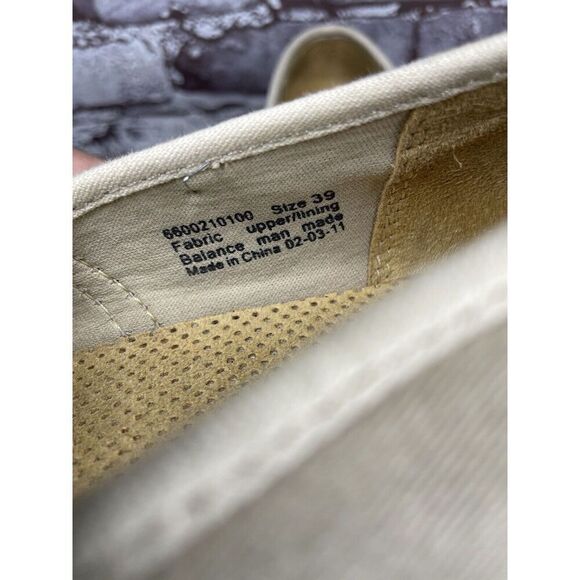 6600210100 Size 39
Fabric upper/lining
Balance man made
Made in China 02-03-11